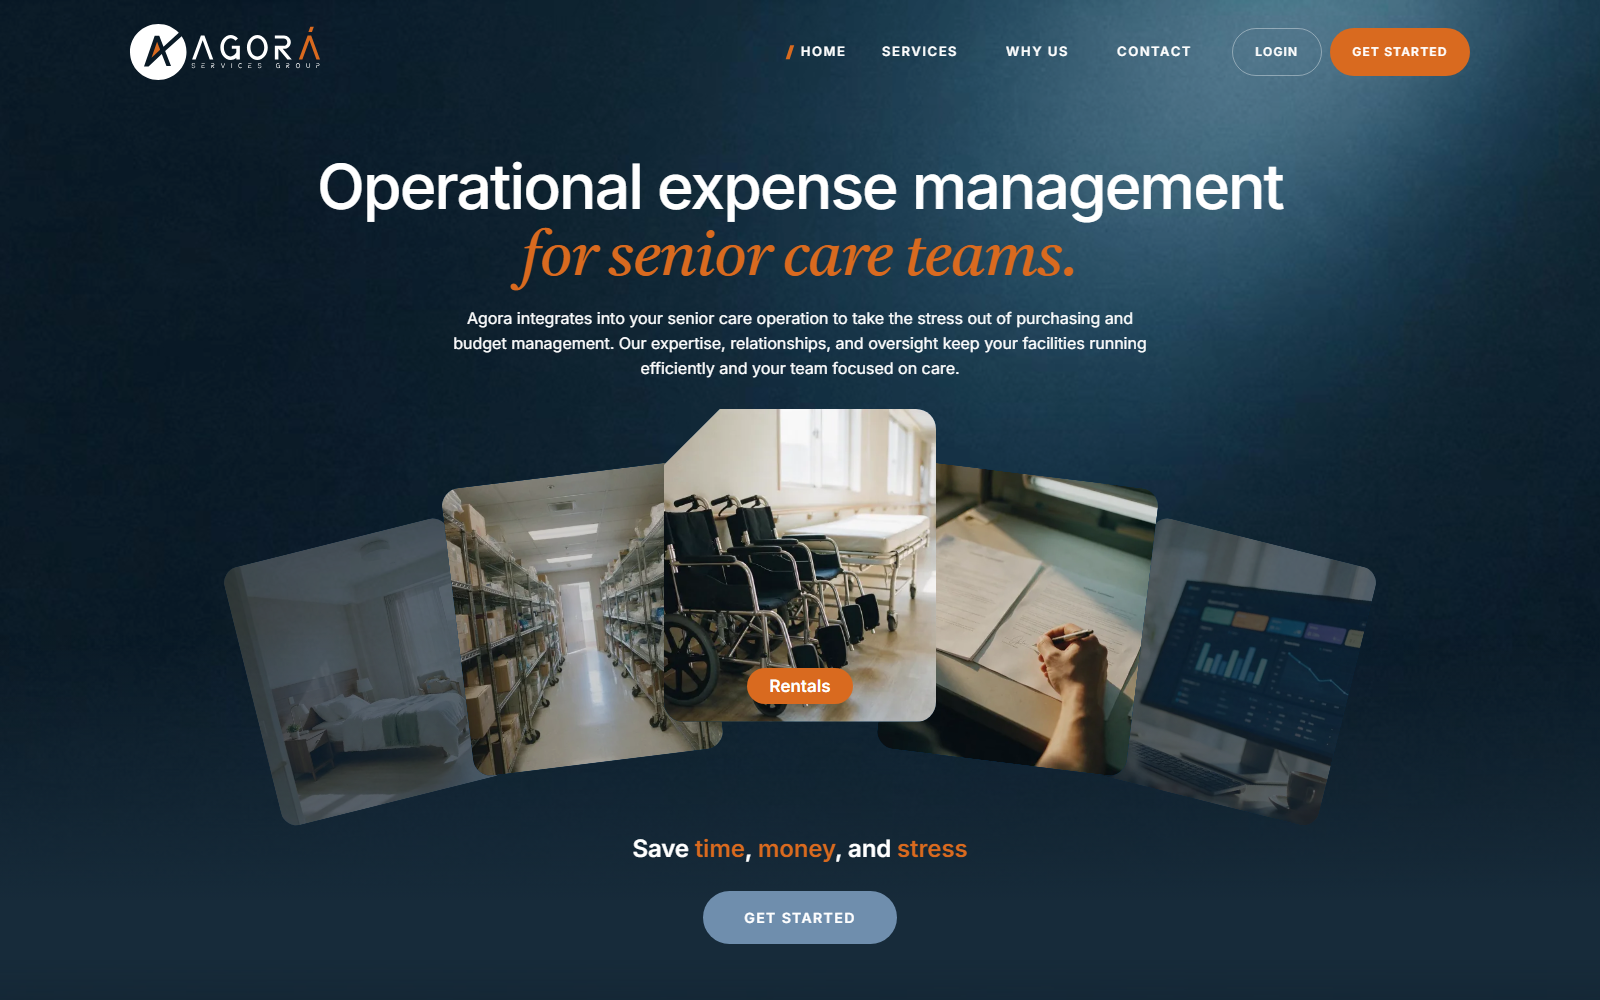 AGORÁ
SERVICES GROUP
HOME
SERVICES
WHY US
CONTACT
LOGIN
GET STARTED
Operational expense management
for senior care teams.
Agora integrates into your senior care operation to take the stress out of purchasing and
budget management. Our expertise, relationships, and oversight keep your facilities running
efficiently and your team focused on care.
Rentals
Save time, money, and stress
GET STARTED